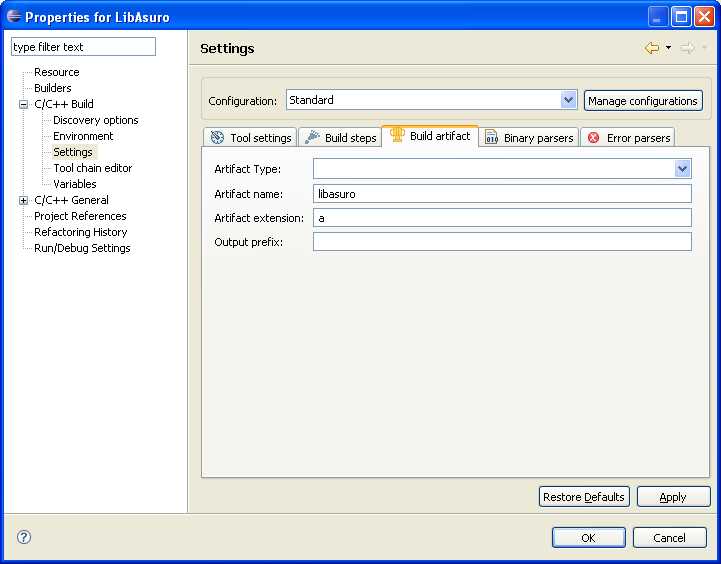 Properties for LibAsuro
type filter text
Resource
Builders
C/C++ Build
Discovery options
Environment
Settings
Tool chain editor
Variables
C/C++ General
Project References
Refactoring History
Run/Debug Settings
Settings
Configuration: Standard Manage configurations
Tool settings Build steps Build artifact Binary parsers Error parsers
Artifact Type:
Artifact name: libasuro
Artifact extension: a
Output prefix:
Restore Defaults Apply
OK Cancel